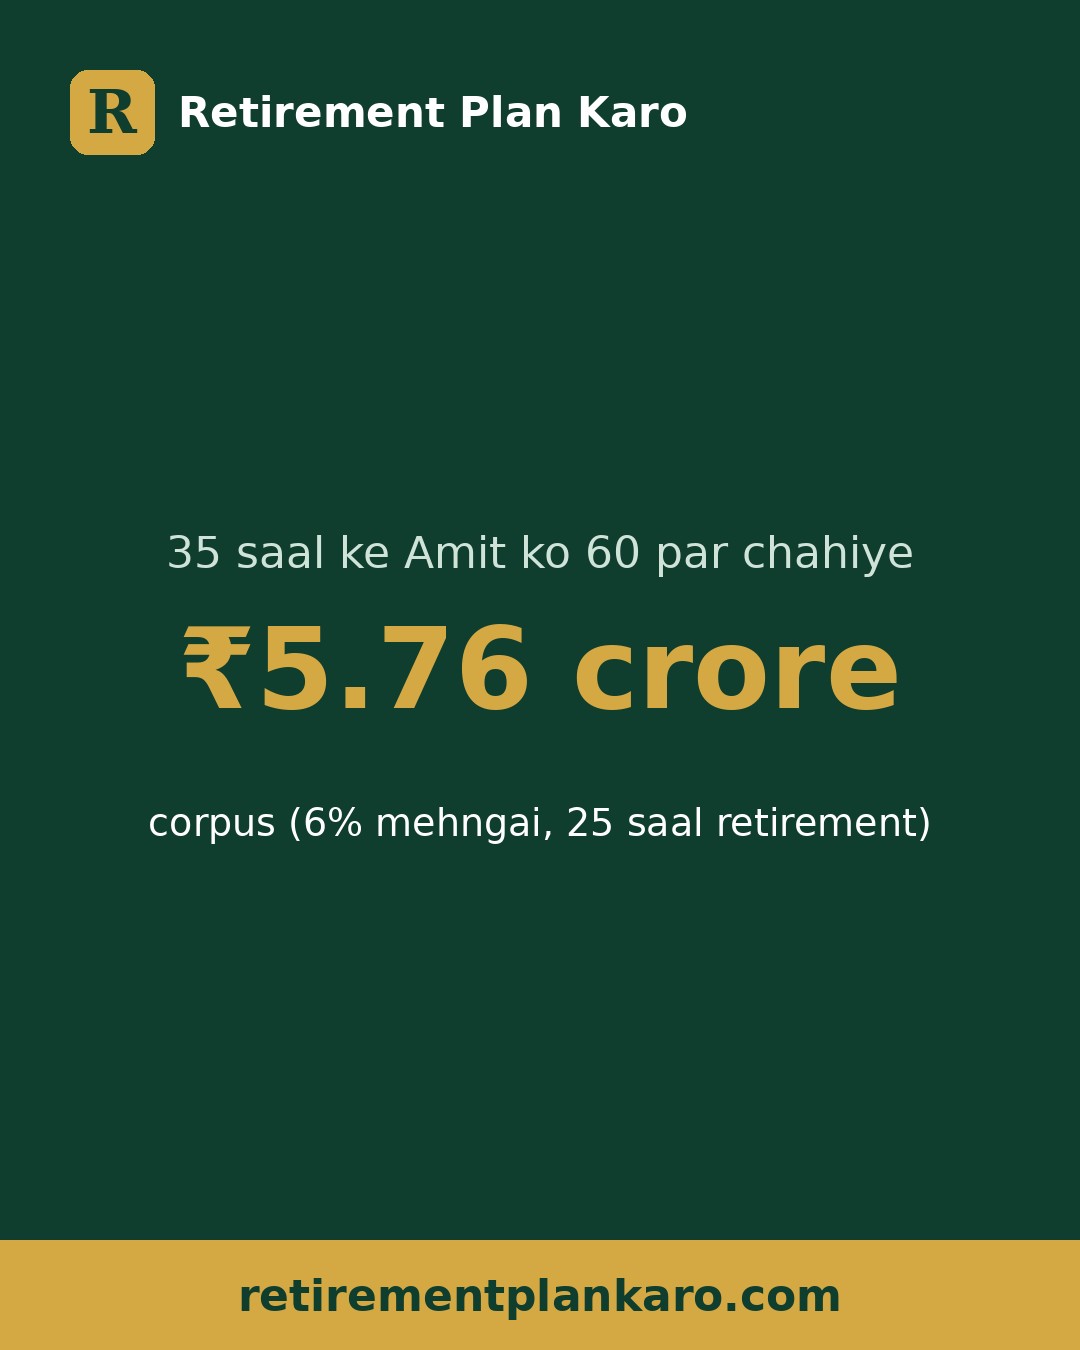 R Retirement Plan Karo
35 saal ke Amit ko 60 par chahiye
₹5.76 crore
corpus (6% mehngai, 25 saal retirement)
retirementplankaro.com